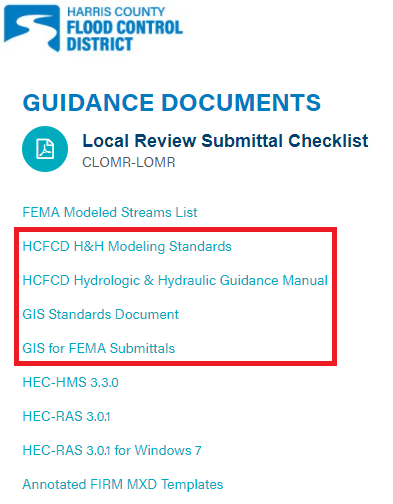 HARRIS COUNTY
FLOOD CONTROL
DISTRICT
GUIDANCE DOCUMENTS
Local Review Submittal Checklist
CLOMR-LOMR
FEMA Modeled Streams List
HCFCD H&H Modeling Standards
HCFCD Hydrologic & Hydraulic Guidance Manual
GIS Standards Document
GIS for FEMA Submittals
HEC-HMS 3.3.0
HEC-RAS 3.0.1
HEC-RAS 3.0.1 for Windows 7
Annotated FIRM MXD Templates